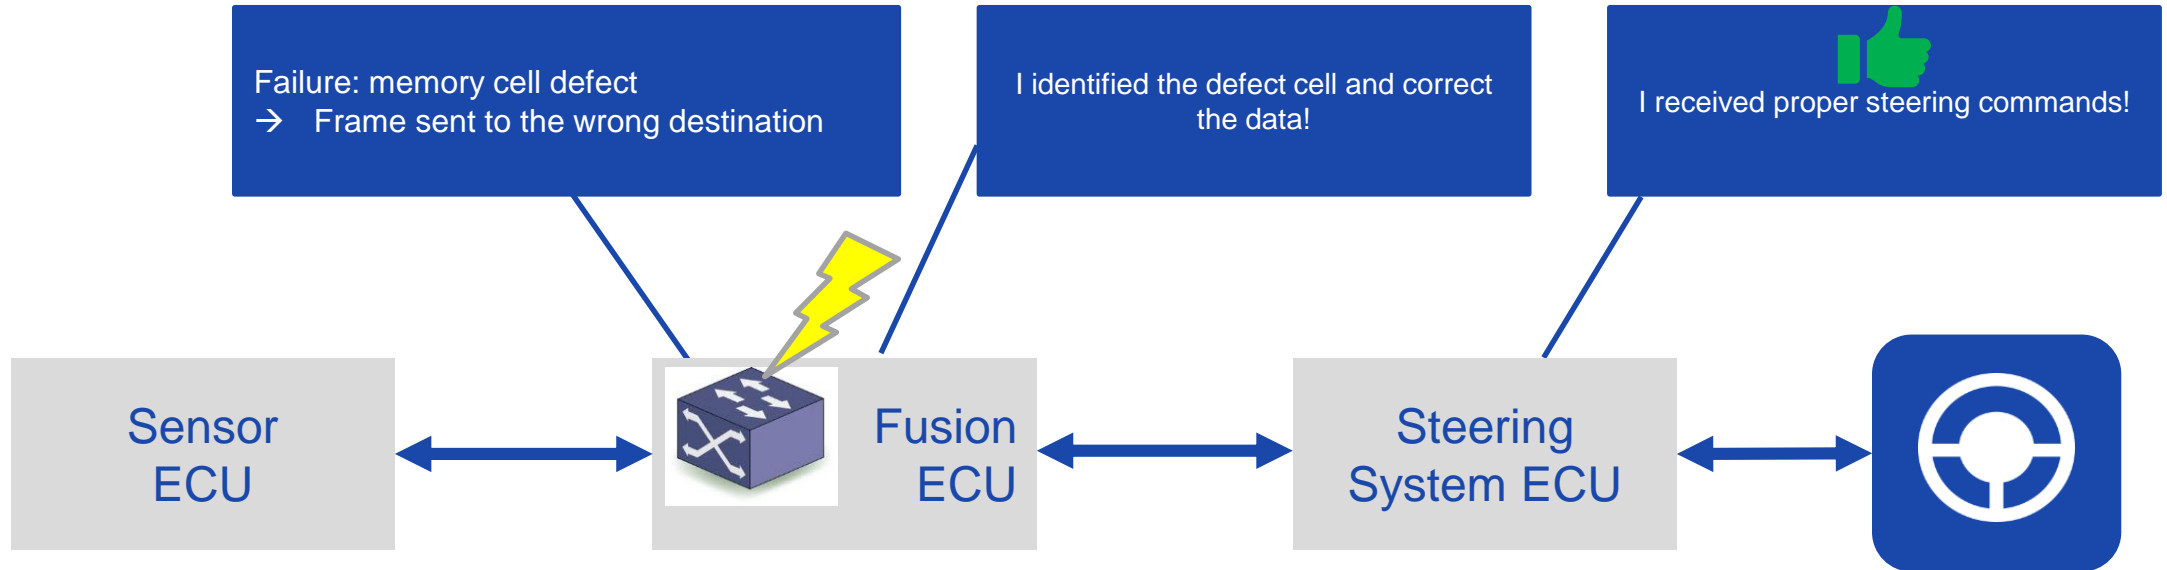 Failure: memory cell defect
→ Frame sent to the wrong destination
I identified the defect cell and correct
the data!
I received proper steering commands!
Sensor
ECU
Fusion
ECU
Steering
System ECU